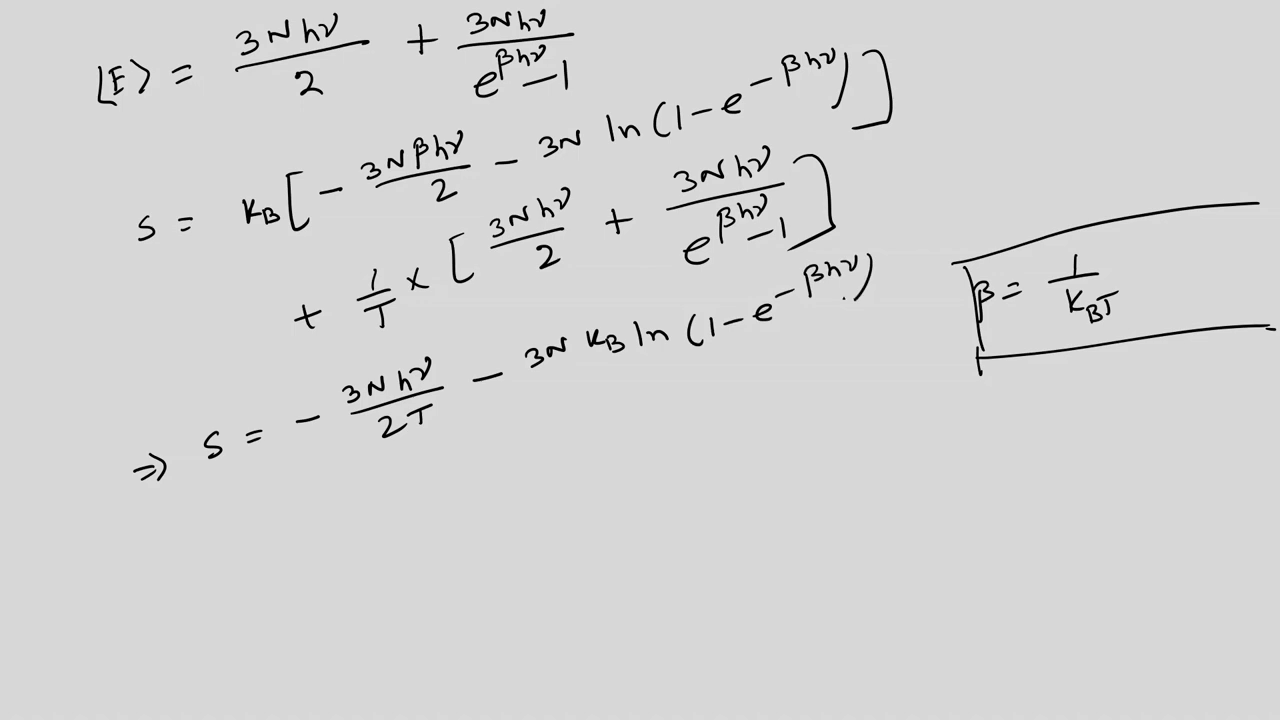 ⟨E⟩ = 3Nhν/2 + 3Nhν/(e^{βhν} − 1)
S = K_B [ − 3Nβhν/2 − 3N ln (1 − e^{−βhν}) ]
+ 1/T × [ 3Nhν/2 + 3Nhν/(e^{βhν} − 1) ]
β = 1/(K_B T)
⇒ S = − 3Nhν/2T − 3N K_B ln (1 − e^{−βhν})